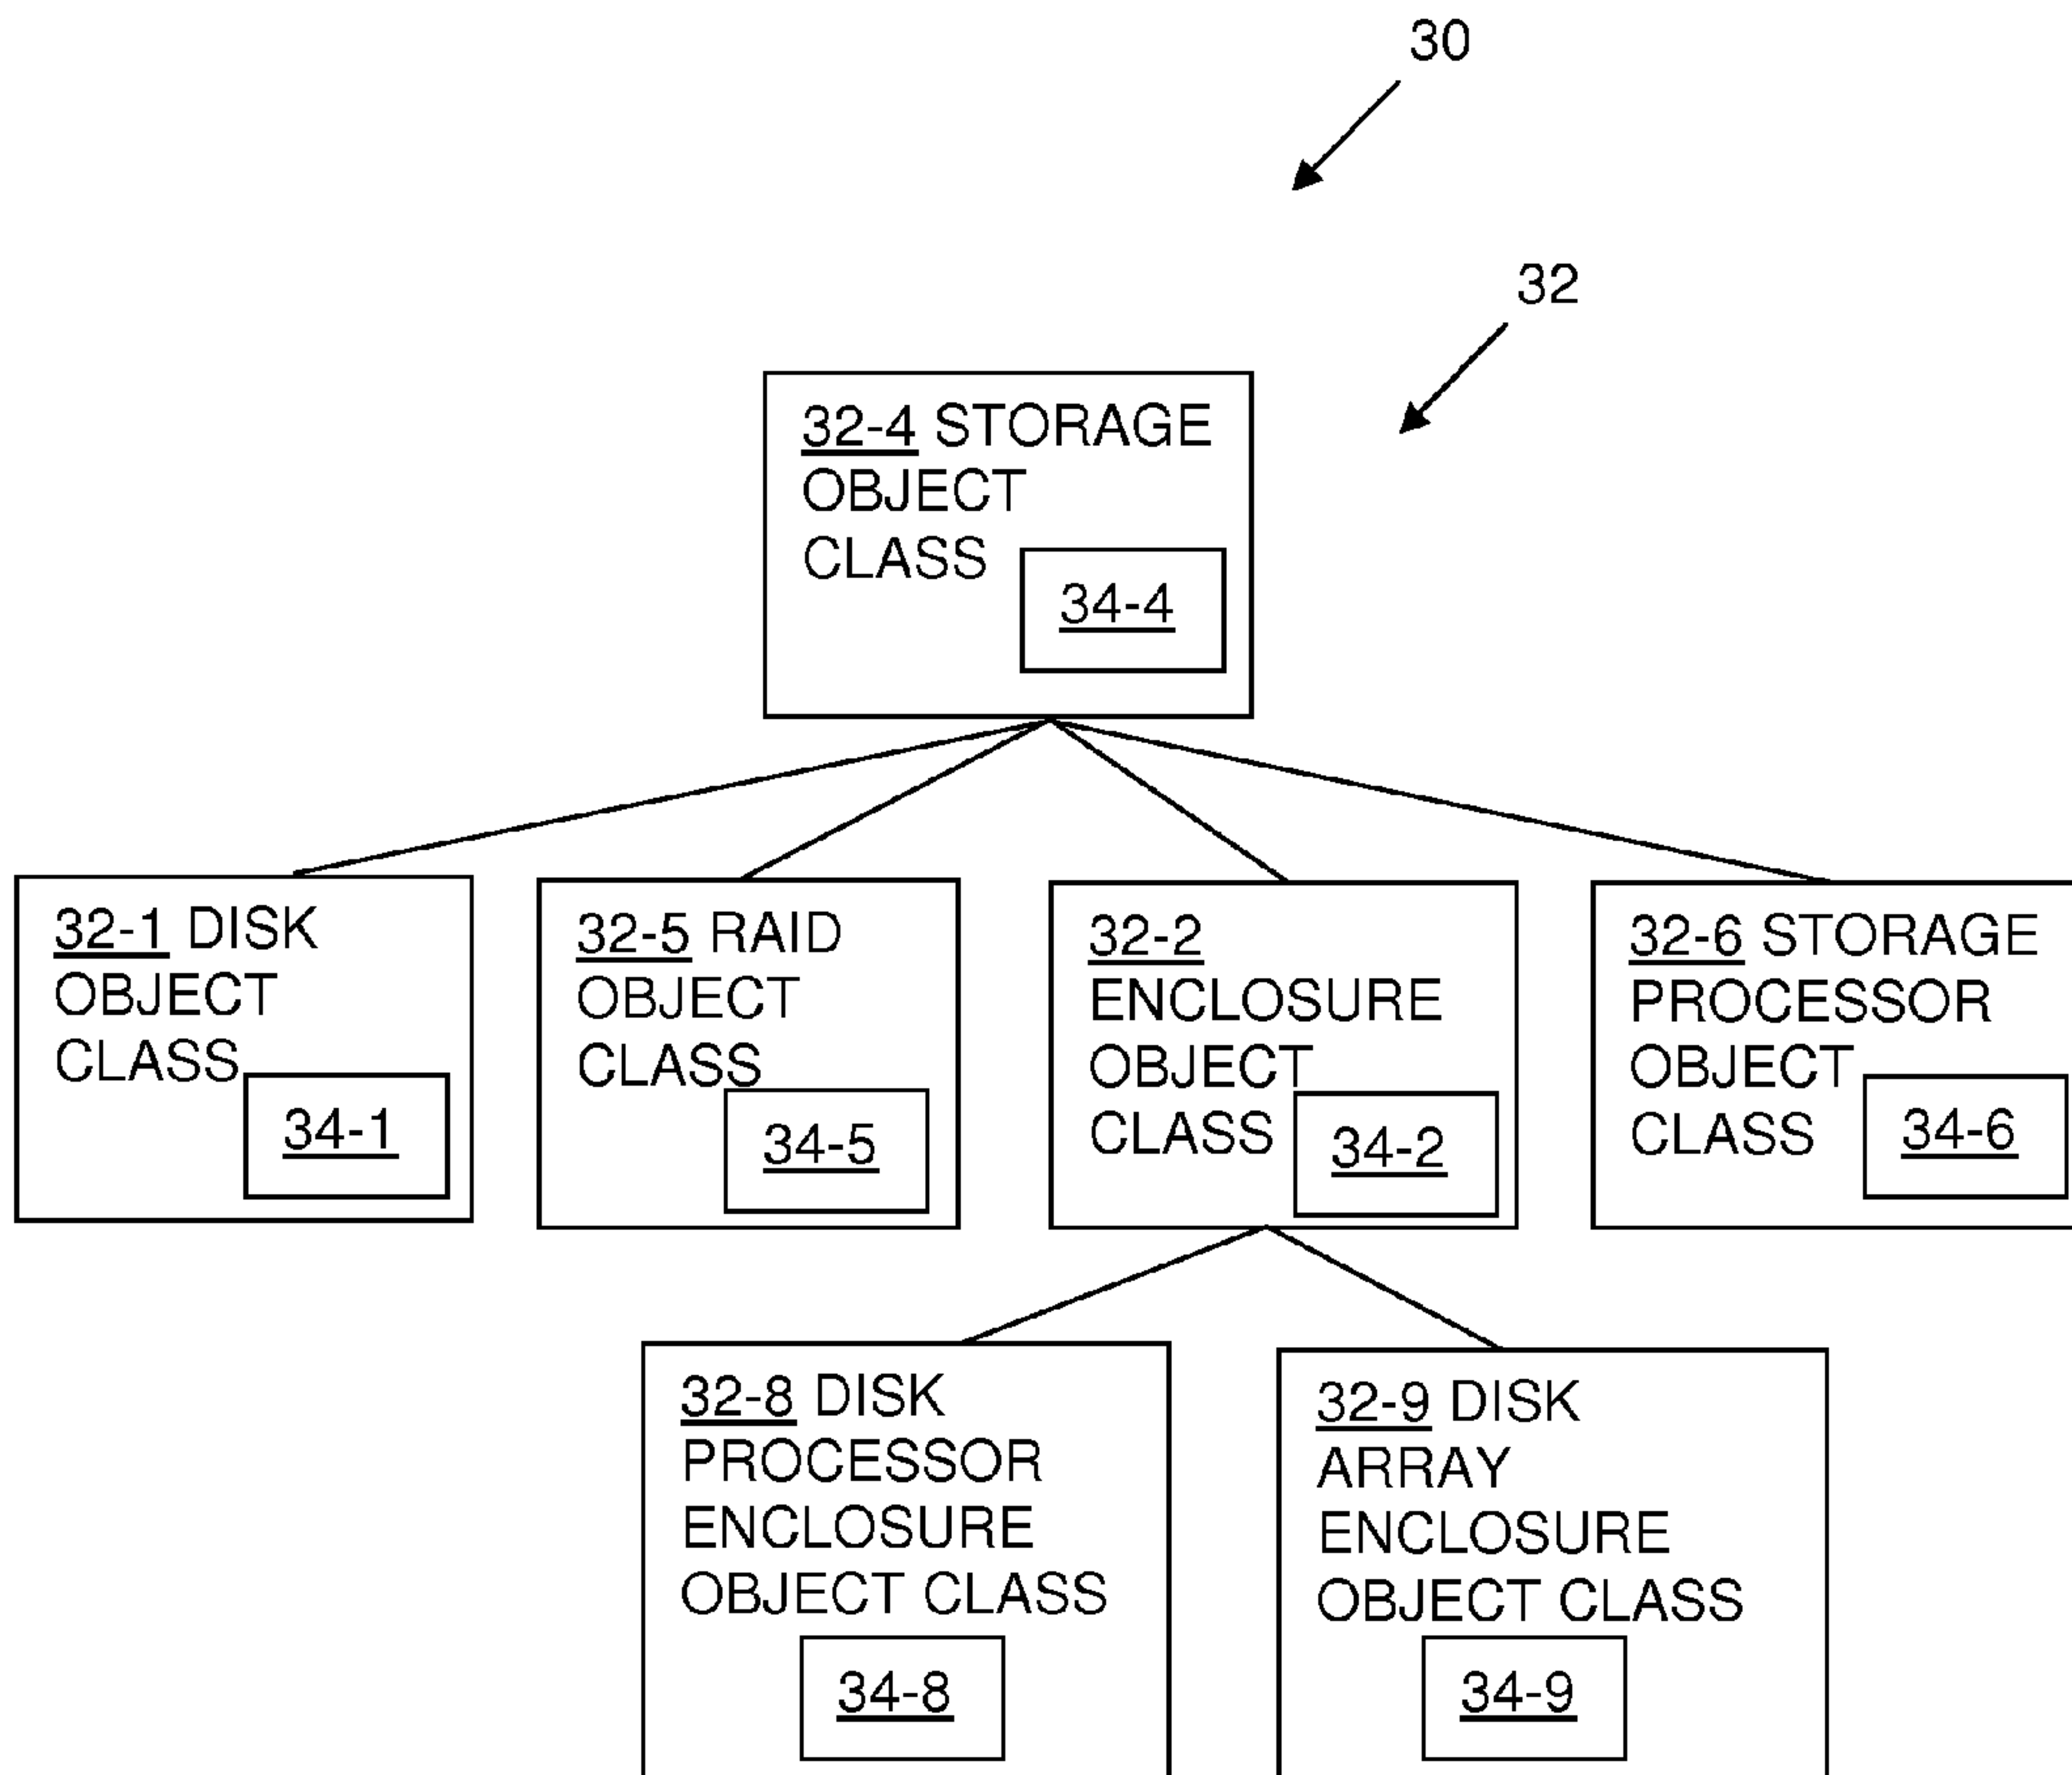 30
32
32-4 STORAGE
OBJECT
CLASS
34-4
32-1 DISK
OBJECT
CLASS
34-1
32-5 RAID
OBJECT
CLASS
34-5
32-2
ENCLOSURE
OBJECT
CLASS
34-2
32-6 STORAGE
PROCESSOR
OBJECT
CLASS
34-6
32-8 DISK
PROCESSOR
ENCLOSURE
OBJECT CLASS
34-8
32-9 DISK
ARRAY
ENCLOSURE
OBJECT CLASS
34-9